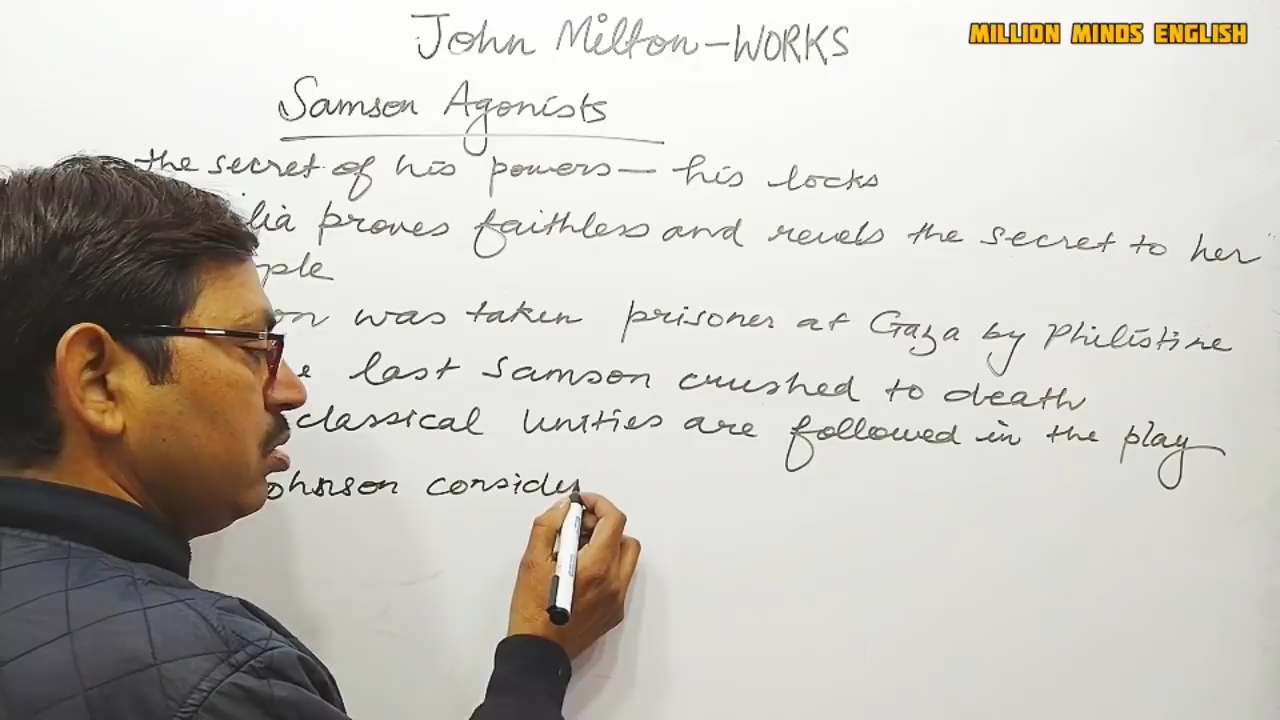 John Milton-WORKS
MILLION MINDS ENGLISH
Samson Agonists
the secret of his powers— his locks
lia proves faithless and revels the secret to her
ple
on was taken prisoner at Gaza by Philistine
e last Samson crushed to death
classical Unities are followed in the play
ohnson consider